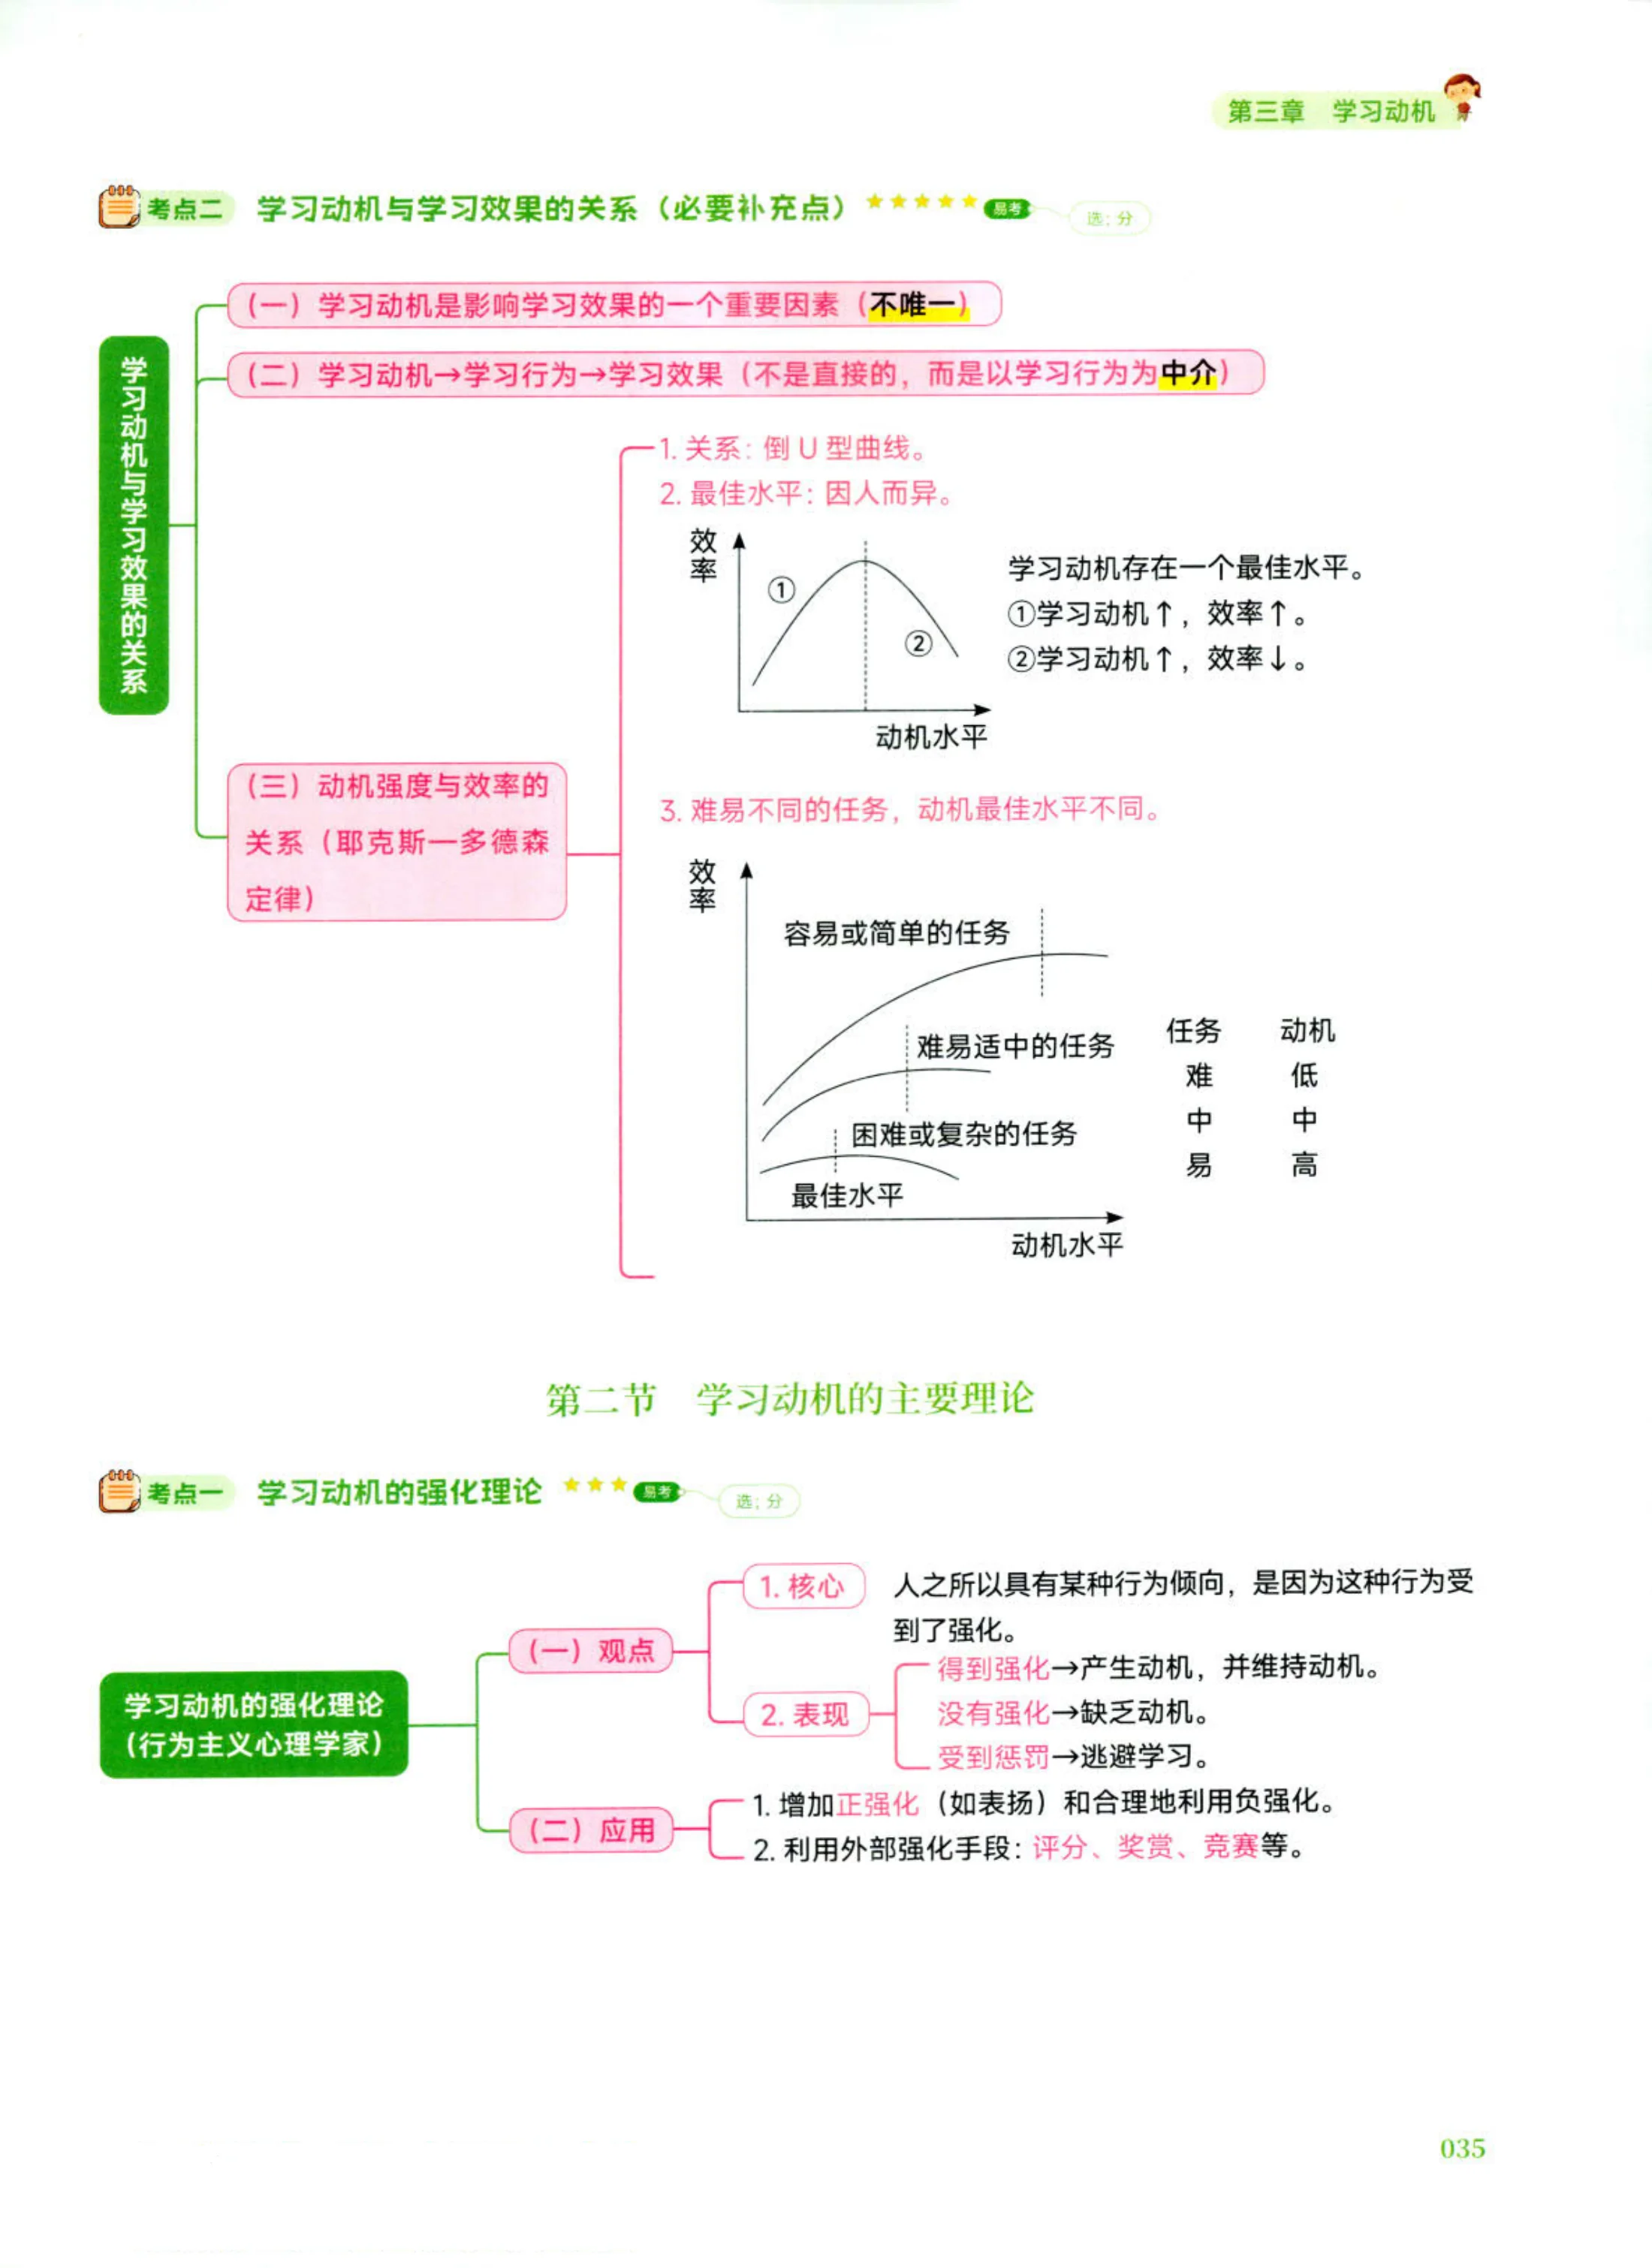 第三章 学习动机
考点二 学习动机与学习效果的关系（必要补充点）易考 选；分
学习动机与学习效果的关系
（一）学习动机是影响学习效果的一个重要因素（不唯一）
（二）学习动机→学习行为→学习效果（不是直接的，而是以学习行为为中介）
（三）动机强度与效率的
关系（耶克斯—多德森
定律）
1. 关系：倒 U 型曲线。
2. 最佳水平：因人而异。
效率
①
②
动机水平
学习动机存在一个最佳水平。
①学习动机↑，效率↑。
②学习动机↑，效率↓。
3. 难易不同的任务，动机最佳水平不同。
效率
容易或简单的任务
难易适中的任务
困难或复杂的任务
最佳水平
动机水平
任务 动机
难 低
中 中
易 高
第二节 学习动机的主要理论
考点一 学习动机的强化理论 易考 选；分
学习动机的强化理论
（行为主义心理学家）
（一）观点
1. 核心
人之所以具有某种行为倾向，是因为这种行为受
到了强化。
2. 表现
得到强化→产生动机，并维持动机。
没有强化→缺乏动机。
受到惩罚→逃避学习。
（二）应用
1. 增加正强化（如表扬）和合理地利用负强化。
2. 利用外部强化手段：评分、奖赏、竞赛等。
035